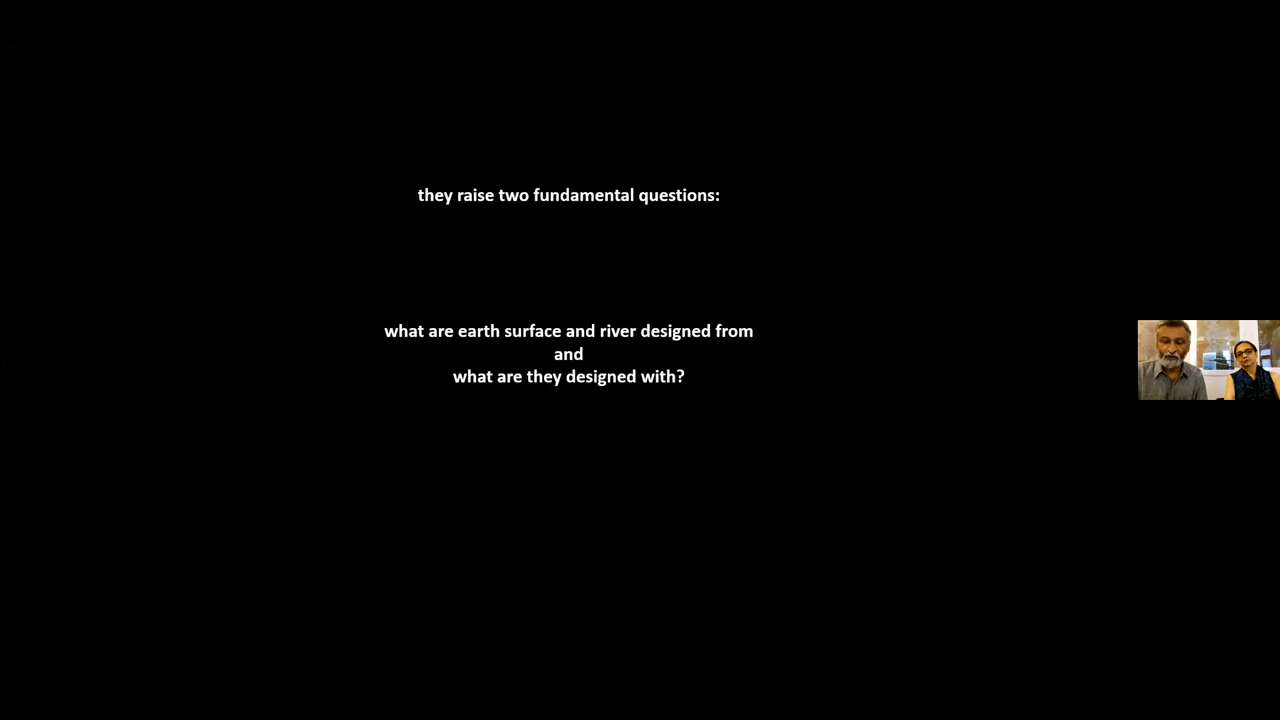 they raise two fundamental questions:
what are earth surface and river designed from
and
what are they designed with?